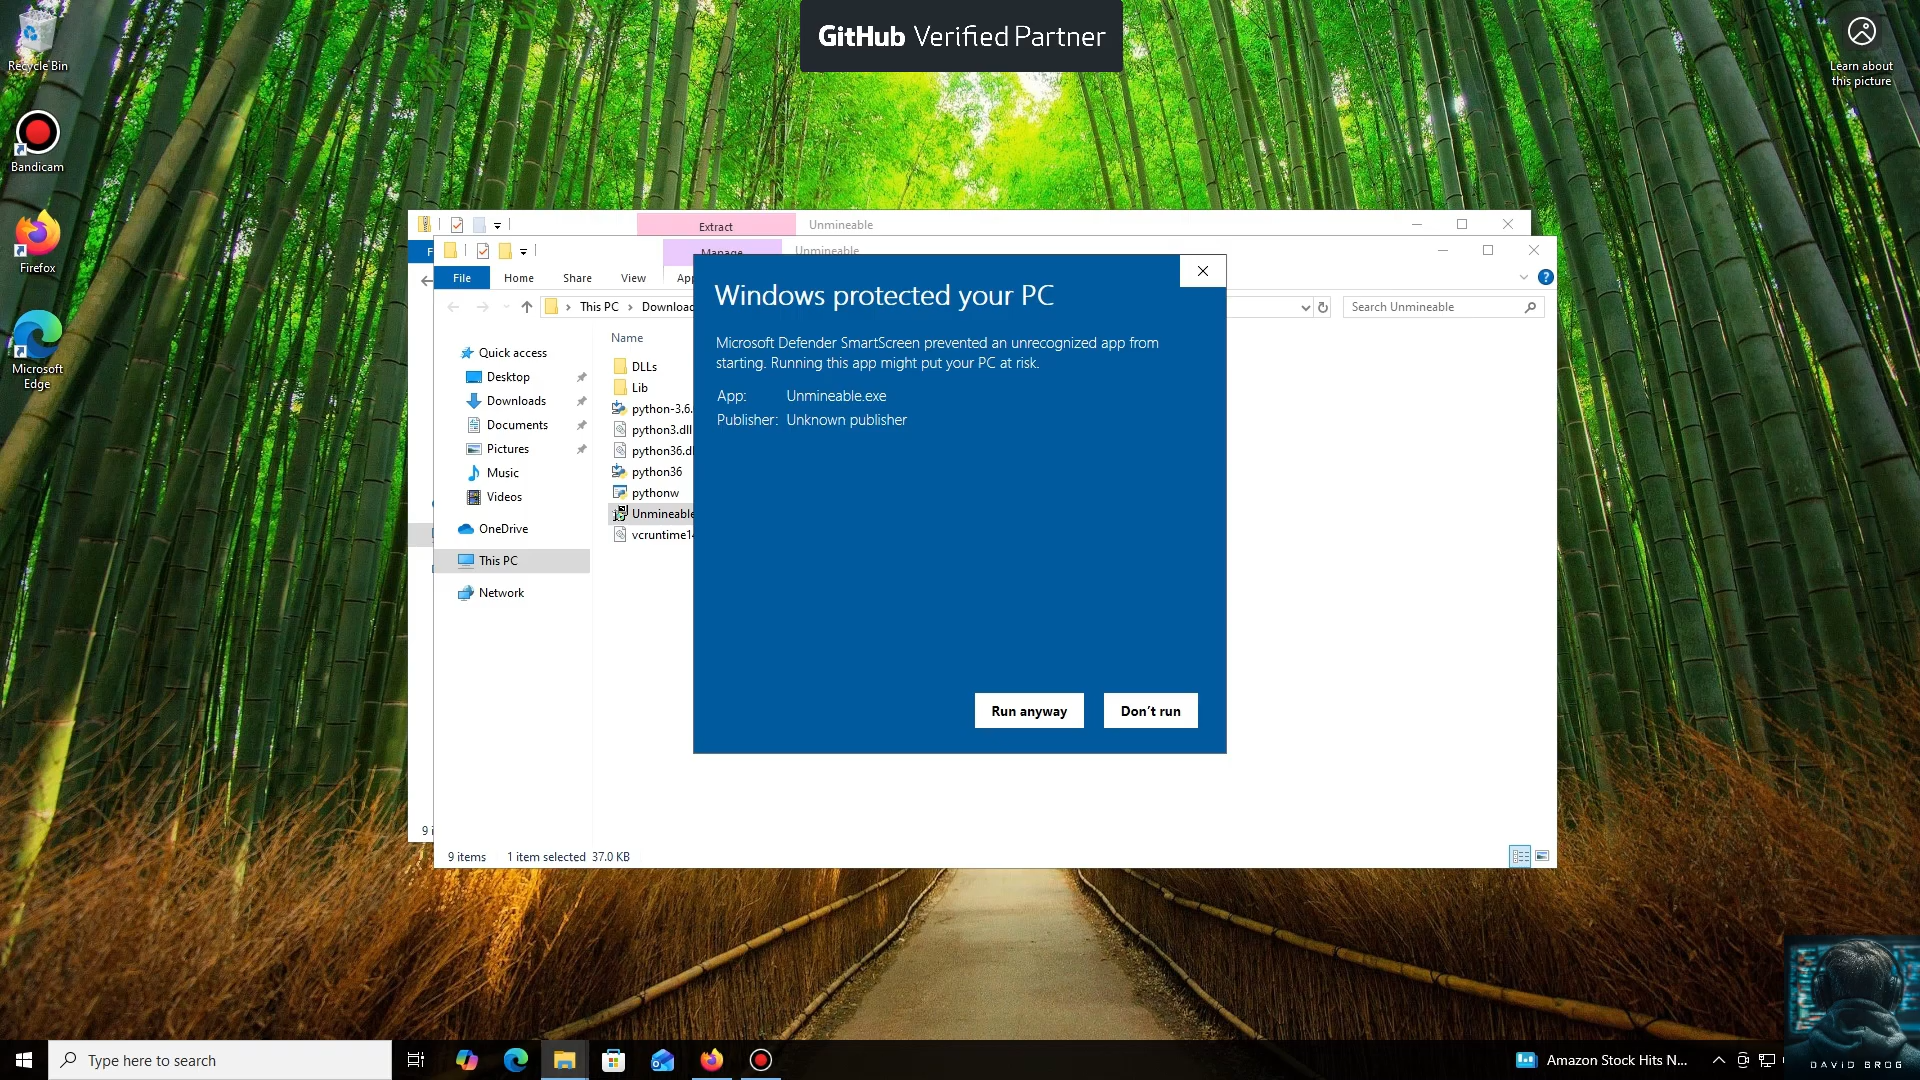 Recycle Bin
Bandicam
Firefox
Microsoft
Edge
GitHub Verified Partner
Learn about
this picture
Extract
Unmineable
Manage
Unmineable
File
Home
Share
View
This PC
Search Unmineable
Name
Quick access
Desktop
Downloads
Documents
Pictures
Music
Videos
OneDrive
This PC
Network
DLLs
Lib
python-3.6.
python3.dll
python36
pythonw
Windows protected your PC
Microsoft Defender SmartScreen prevented an unrecognized app from
starting. Running this app might put your PC at risk.
App: Unmineable.exe
Publisher: Unknown publisher
Run anyway
Don't run
9 items 1 item selected 37.0 KB
Type here to search
Amazon Stock Hits N...
DAVID BROG